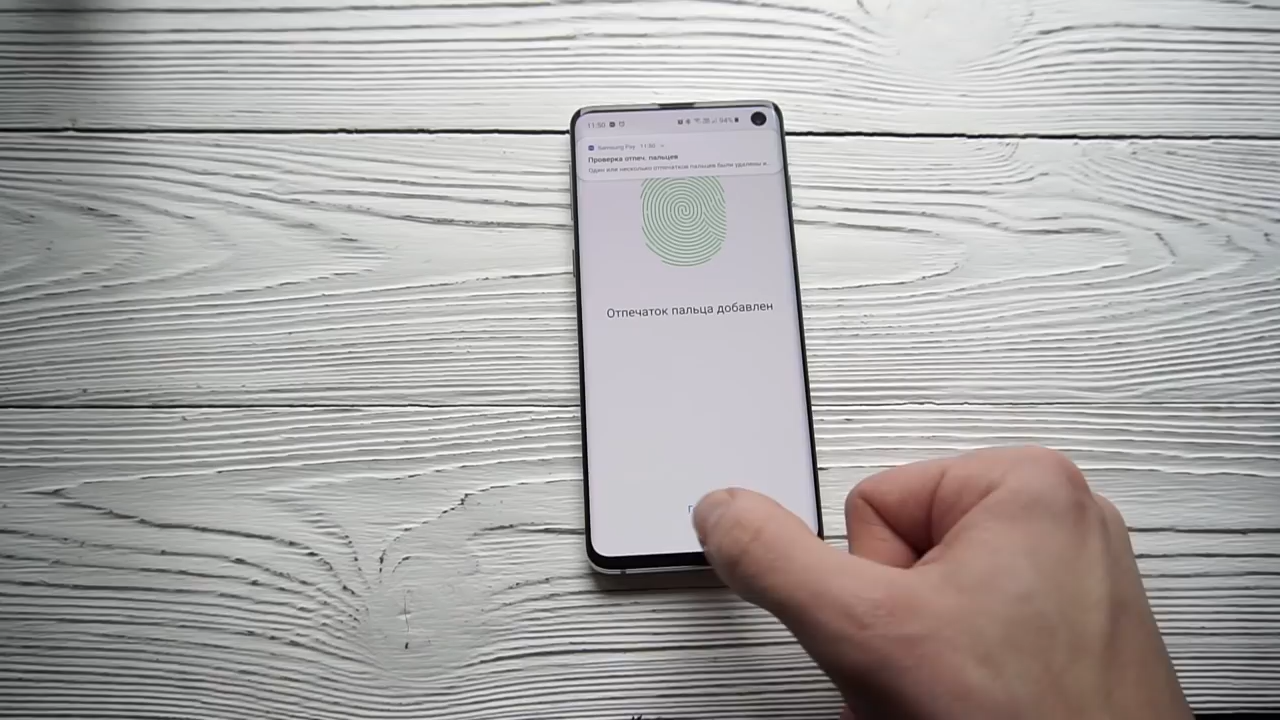 11:50
94%
Samsung Pay 11:50
Проверка отпеч. пальцев
Один или несколько отпечатков пальцев были удалены и...
Отпечаток пальца добавлен